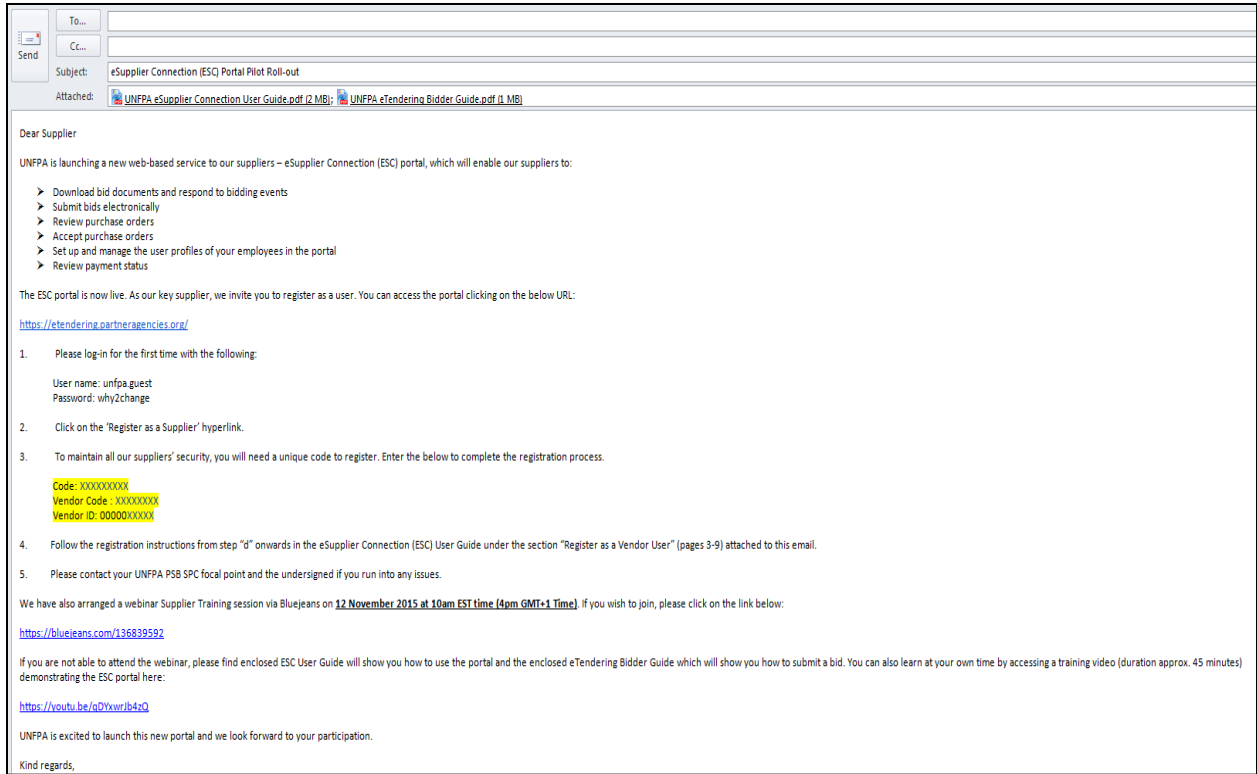 To...
Send
Cc...
Subject: eSupplier Connection (ESC) Portal Pilot Roll-out
Attached: UNFPA eSupplier Connection User Guide.pdf (2 MB); UNFPA eTendering Bidder Guide.pdf (1 MB)
Dear Supplier
UNFPA is launching a new web-based service to our suppliers – eSupplier Connection (ESC) portal, which will enable our suppliers to:
➤ Download bid documents and respond to bidding events
➤ Submit bids electronically
➤ Review purchase orders
➤ Accept purchase orders
➤ Set up and manage the user profiles of your employees in the portal
➤ Review payment status
The ESC portal is now live. As our key supplier, we invite you to register as a user. You can access the portal clicking on the below URL:
https://etendering.partneragencies.org/
1. Please log-in for the first time with the following:
User name: unfpa.guest
Password: why2change
2. Click on the ‘Register as a Supplier’ hyperlink.
3. To maintain all our suppliers’ security, you will need a unique code to register. Enter the below to complete the registration process.
Code: XXXXXXXXX
Vendor Code : XXXXXXXX
Vendor ID: 00000XXXXX
4. Follow the registration instructions from step “d” onwards in the eSupplier Connection (ESC) User Guide under the section “Register as a Vendor User” (pages 3-9) attached to this email.
5. Please contact your UNFPA PSB SPC focal point and the undersigned if you run into any issues.
We have also arranged a webinar Supplier Training session via Bluejeans on 12 November 2015 at 10am EST time (4pm GMT+1 Time). If you wish to join, please click on the link below:
https://bluejeans.com/136839592
If you are not able to attend the webinar, please find enclosed ESC User Guide will show you how to use the portal and the enclosed eTendering Bidder Guide which will show you how to submit a bid. You can also learn at your own time by accessing a training video (duration approx. 45 minutes)
demonstrating the ESC portal here:
https://youtu.be/qDYxwrJb4zQ
UNFPA is excited to launch this new portal and we look forward to your participation.
Kind regards,